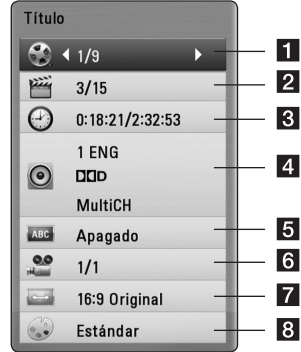 Título
1/9
1
3/15
2
0:18:21/2:32:53
3
1 ENG
DD D
MultiCH
4
ABC
Apagado
5
1/1
6
16:9 Original
7
Estándar
8